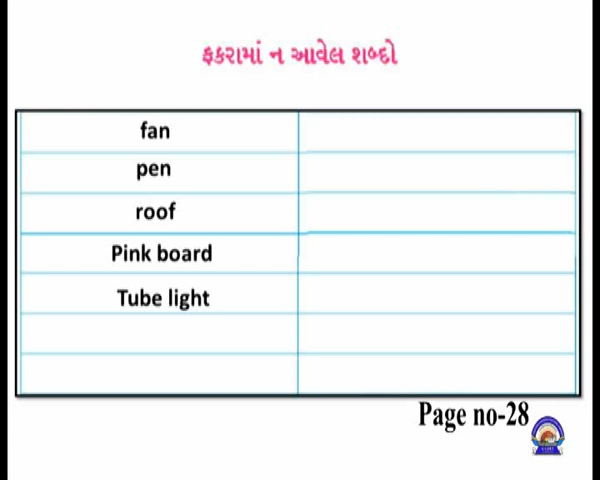 ફકરામાં ન આવેલ શબ્દો
fan
pen
roof
Pink board
Tube light
Page no-28